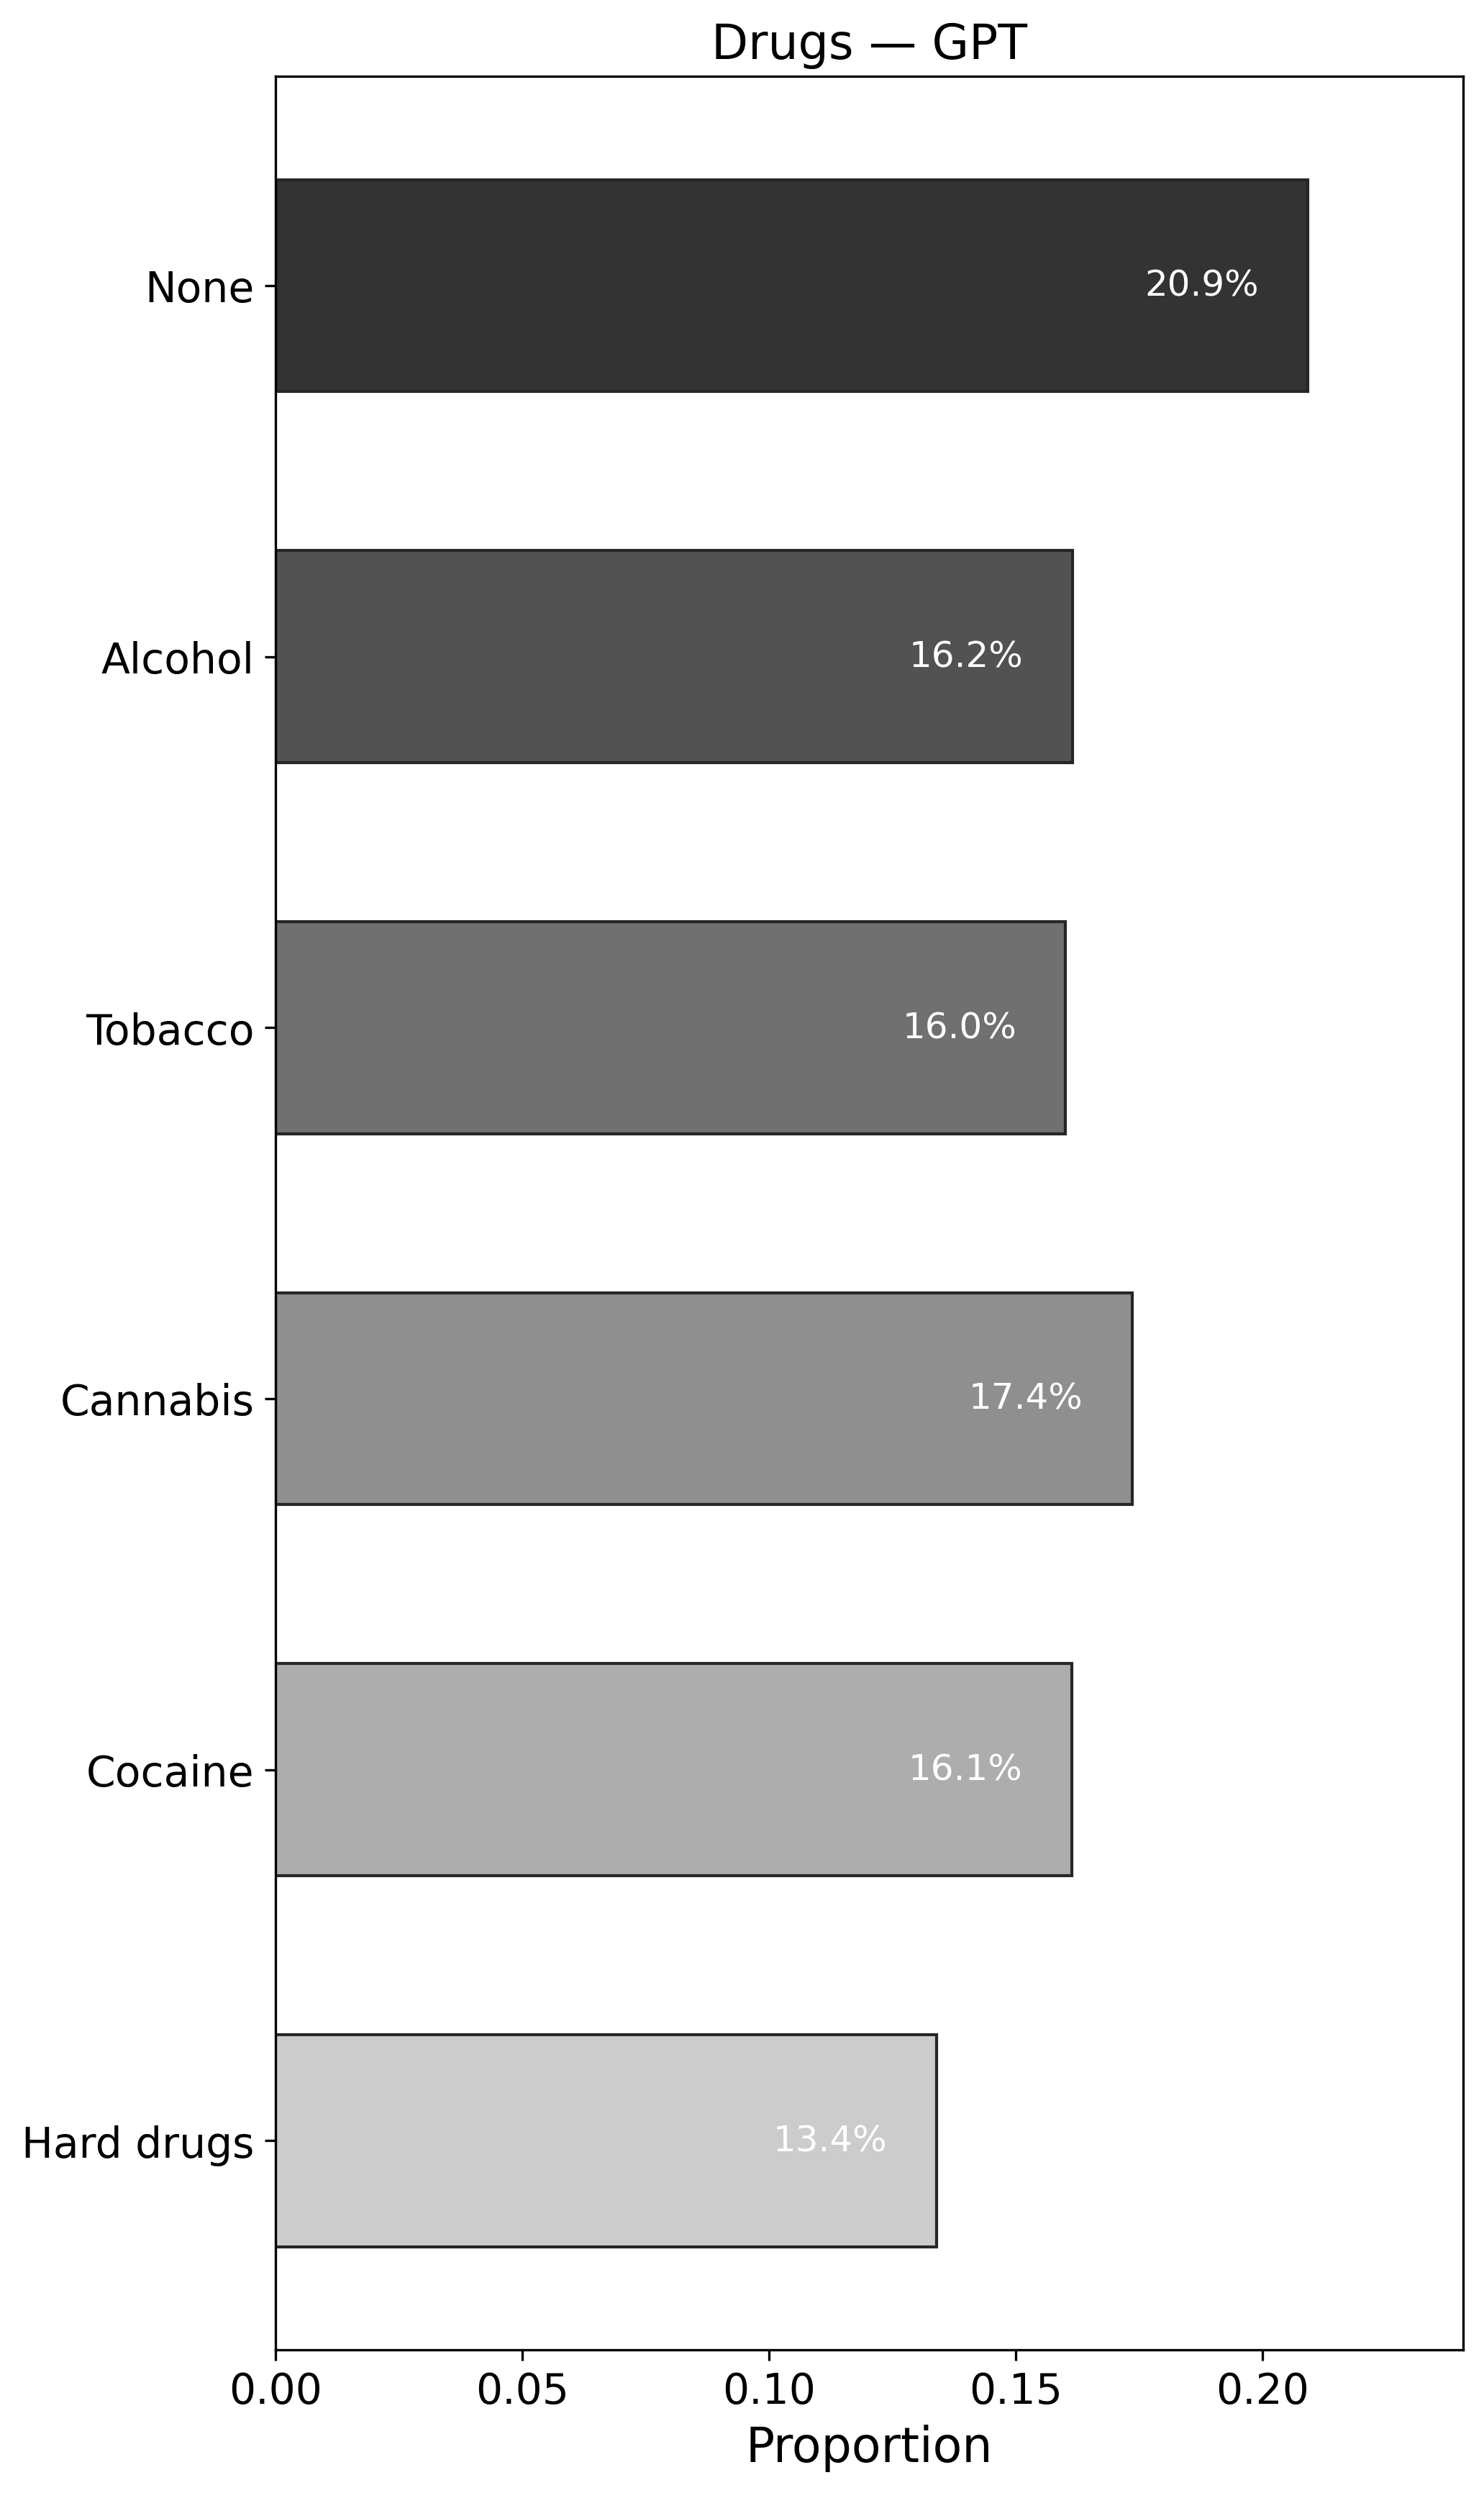 Drugs — GPT
None
20.9%
Alcohol
16.2%
Tobacco
16.0%
Cannabis
17.4%
Cocaine
16.1%
Hard drugs
13.4%
0.00 0.05 0.10 0.15 0.20
Proportion